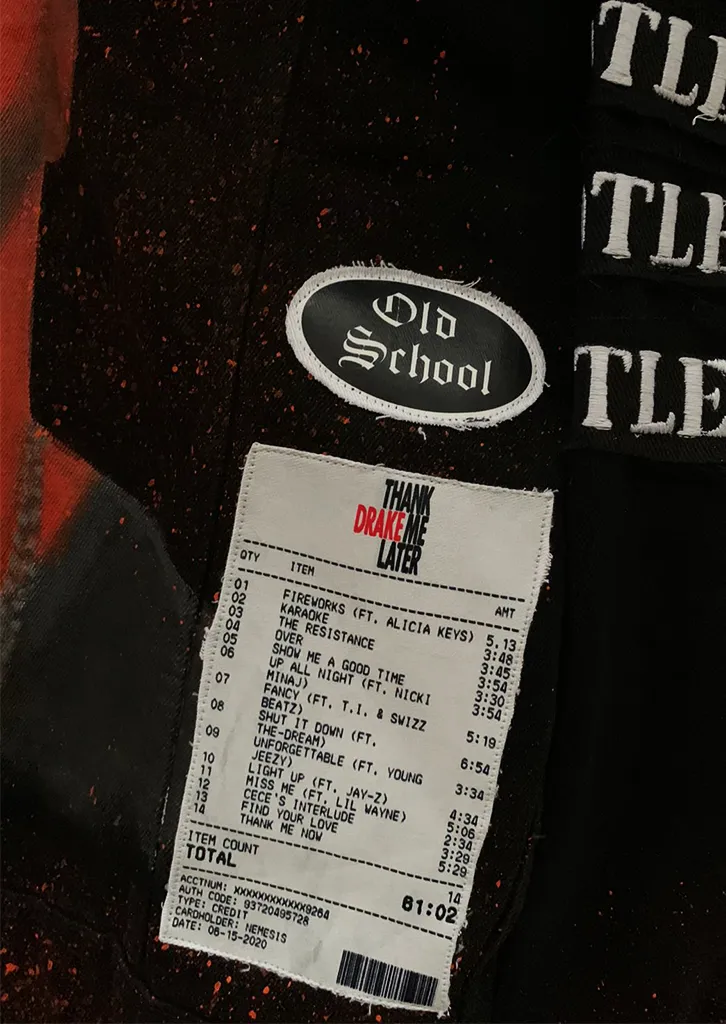 TLE
TLE
TLE
Old
School
THANK
DRAKE ME
LATER
QTY ITEM AMT
01 FIREWORKS (FT. ALICIA KEYS) 5.13
02 KARAOKE 3:48
03 THE RESISTANCE 3:45
04 OVER 3:54
05 SHOW ME A GOOD TIME 3:30
06 UP ALL NIGHT (FT. NICKI 3:54
MINAJ)
07 FANCY (FT. T.I. & SWIZZ 5:19
BEATZ)
08 SHUT IT DOWN (FT. 6:54
THE-DREAM)
09 UNFORGETTABLE (FT. YOUNG 3:34
JEEZY)
10 LIGHT UP (FT. JAY-Z) 4:34
11 MISS ME (FT. LIL WAYNE) 5:06
12 CECE'S INTERLUDE 2:34
13 FIND YOUR LOVE 3:29
14 THANK ME NOW 5:29
ITEM COUNT 14
TOTAL 61:02
ACCTNUM: XXXXXXXXXXXX9264
AUTH CODE: 93720495728
TYPE: CREDIT
CARDHOLDER: NEMESIS
DATE: 06-15-2020